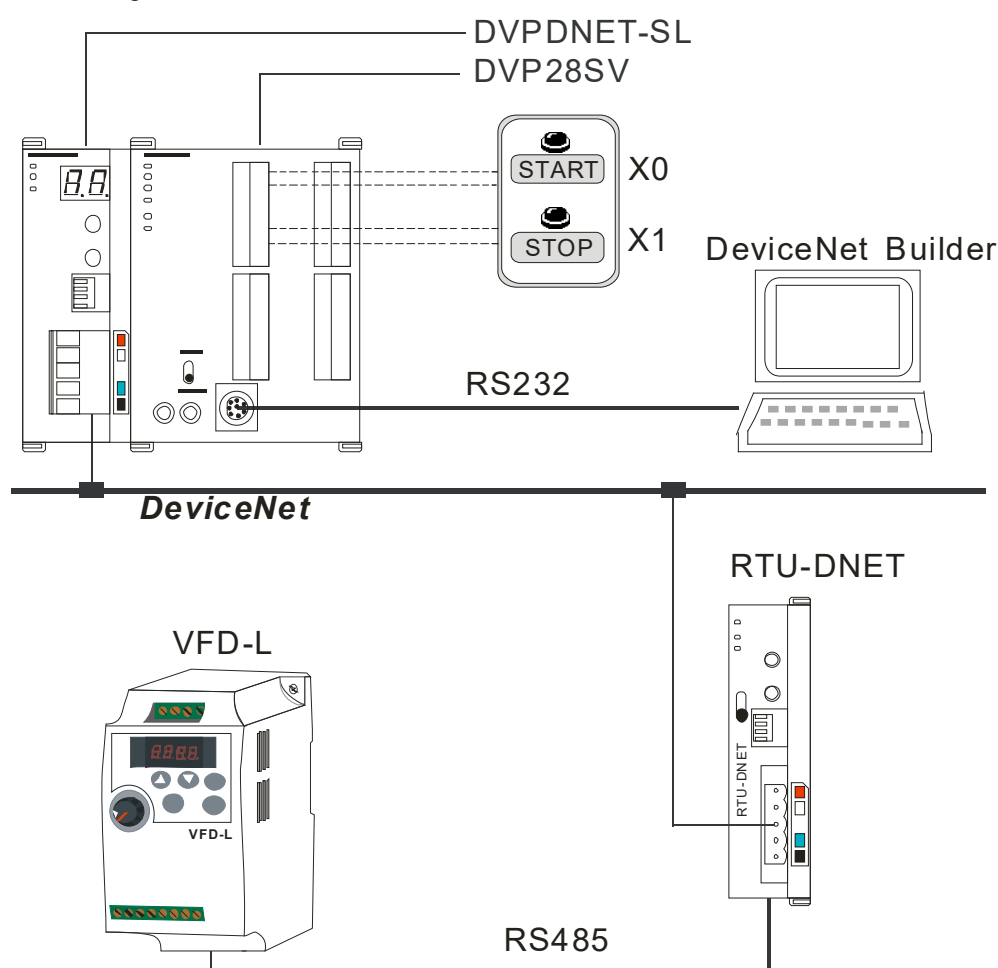 DVPDNET-SL
DVP28SV
START
X0
STOP
X1
DeviceNet Builder
RS232
DeviceNet
RTU-DNET
VFD-L
RTU-DNET
VFD-L
RS485